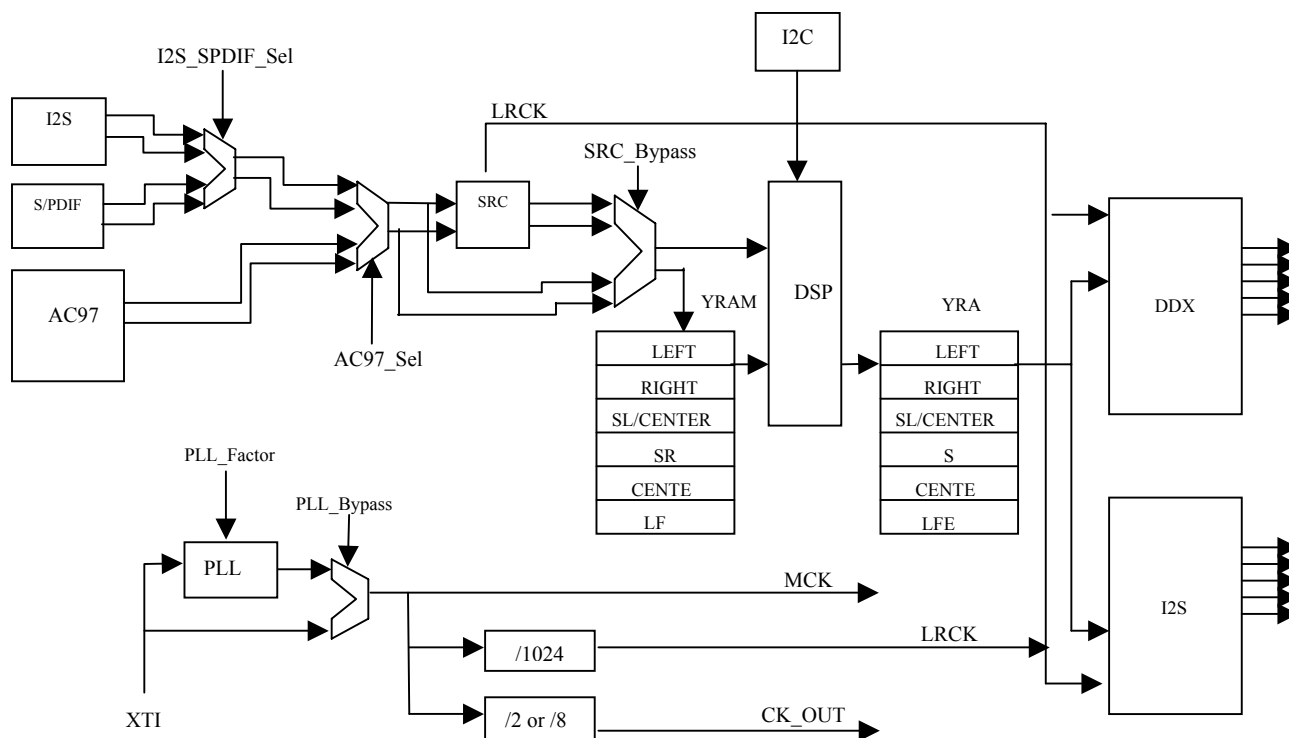 I2C
I2S_SPDIF_Sel
I2S
LRCK
SRC_Bypass
S/PDIF
SRC
AC97
YRAM
DSP
YRA
DDX
AC97_Sel
LEFT
RIGHT
SL/CENTER
SR
CENTE
LF
LEFT
RIGHT
SL/CENTER
S
CENTE
LFE
PLL_Factor
PLL_Bypass
PLL
MCK
I2S
/1024
LRCK
XTI
/2 or /8
CK_OUT